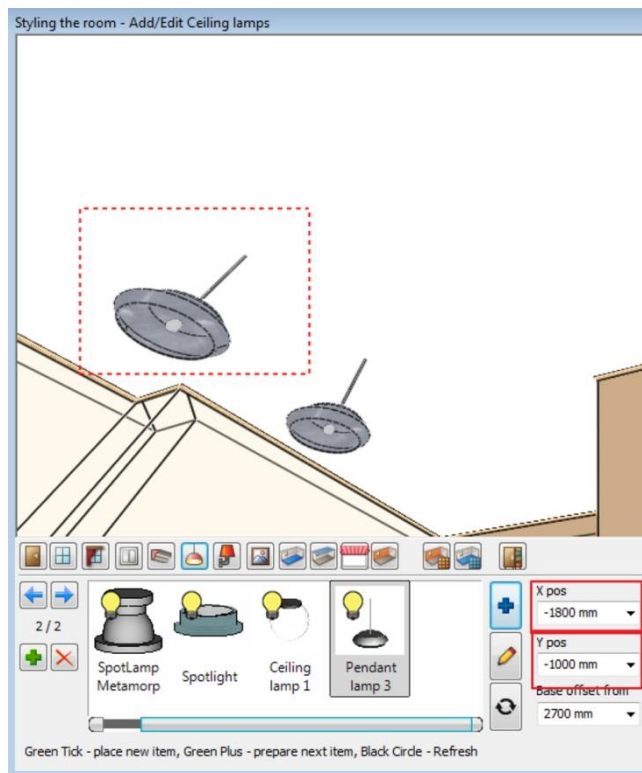 Styling the room - Add/Edit Ceiling lamps
2 / 2
SpotLamp
Metamorp
Spotlight
Ceiling
lamp 1
Pendant
lamp 3
X pos
-1800 mm
Y pos
-1000 mm
Base offset from
2700 mm
Green Tick - place new item, Green Plus - prepare next item, Black Circle - Refresh